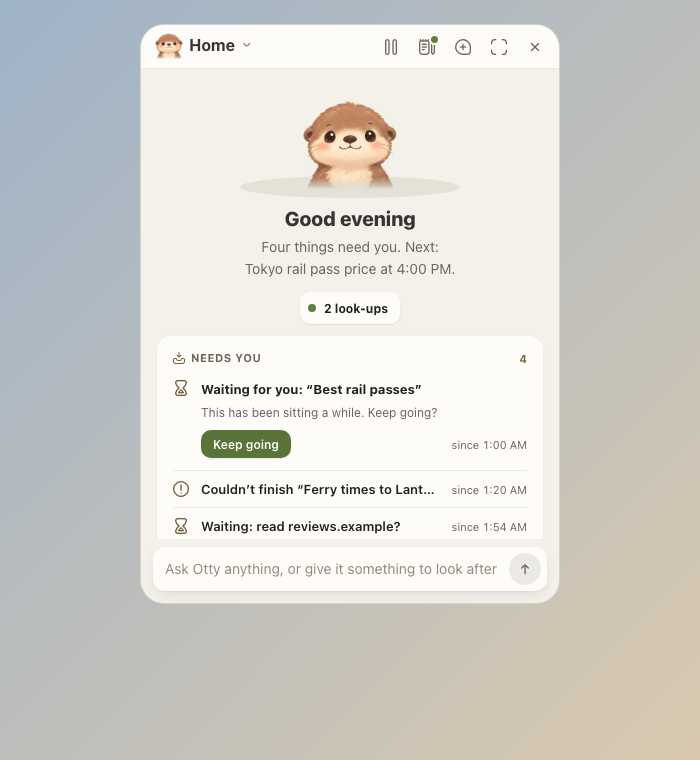 Home
Good evening
Four things need you. Next:
Tokyo rail pass price at 4:00 PM.
2 look-ups
NEEDS YOU 4
Waiting for you: “Best rail passes”
This has been sitting a while. Keep going?
Keep going since 1:00 AM
Couldn’t finish “Ferry times to Lant… since 1:20 AM
Waiting: read reviews.example? since 1:54 AM
Ask Otty anything, or give it something to look after